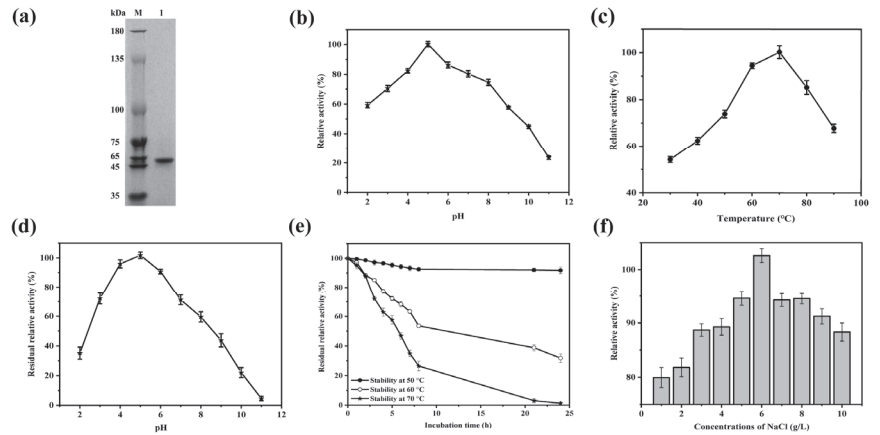 (a)
kDa M 1
180
135
100
75
65
45
35
(b)
Relative activity (%)
100
80
60
40
20
0
2 4 6 8 10 12
pH
(c)
Relative activity (%)
100
80
60
40
20 40 60 80 100
Temperature (°C)
(d)
Residual relative activity (%)
100
80
60
40
20
0
2 4 6 8 10 12
pH
(e)
Residual relative activity (%)
100
80
60
40
20
0
Stability at 50 °C
Stability at 60 °C
Stability at 70 °C
0 5 10 15 20 25
Incubation time (h)
(f)
Relative activity (%)
100
90
80
1 2 3 4 5 6 7 8 9 10
Concentrations of NaCl (g/L)